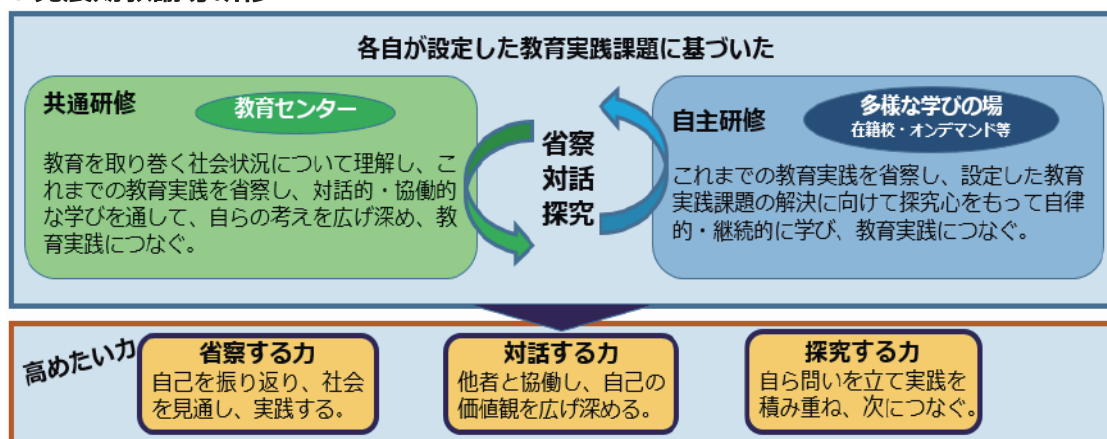 各自が設定した教育実践課題に基づいた
共通研修
教育センター
教育を取り巻く社会状況について理解し、こ
れまでの教育実践を省察し、対話的・協働的
な学びを通して、自らの考えを広げ深め、教
育実践につなぐ。
省察
対話
探究
自主研修
多様な学びの場
在籍校・オンデマンド等
これまでの教育実践を省察し、設定した教育
実践課題の解決に向けて探究心をもって自律
的・継続的に学び、教育実践につなぐ。
高めたい力
省察する力
自己を振り返り、社会
を見通し、実践する。
対話する力
他者と協働し、自己の
価値観を広げ深める。
探究する力
自ら問いを立て実践を
積み重ね、次につなぐ。